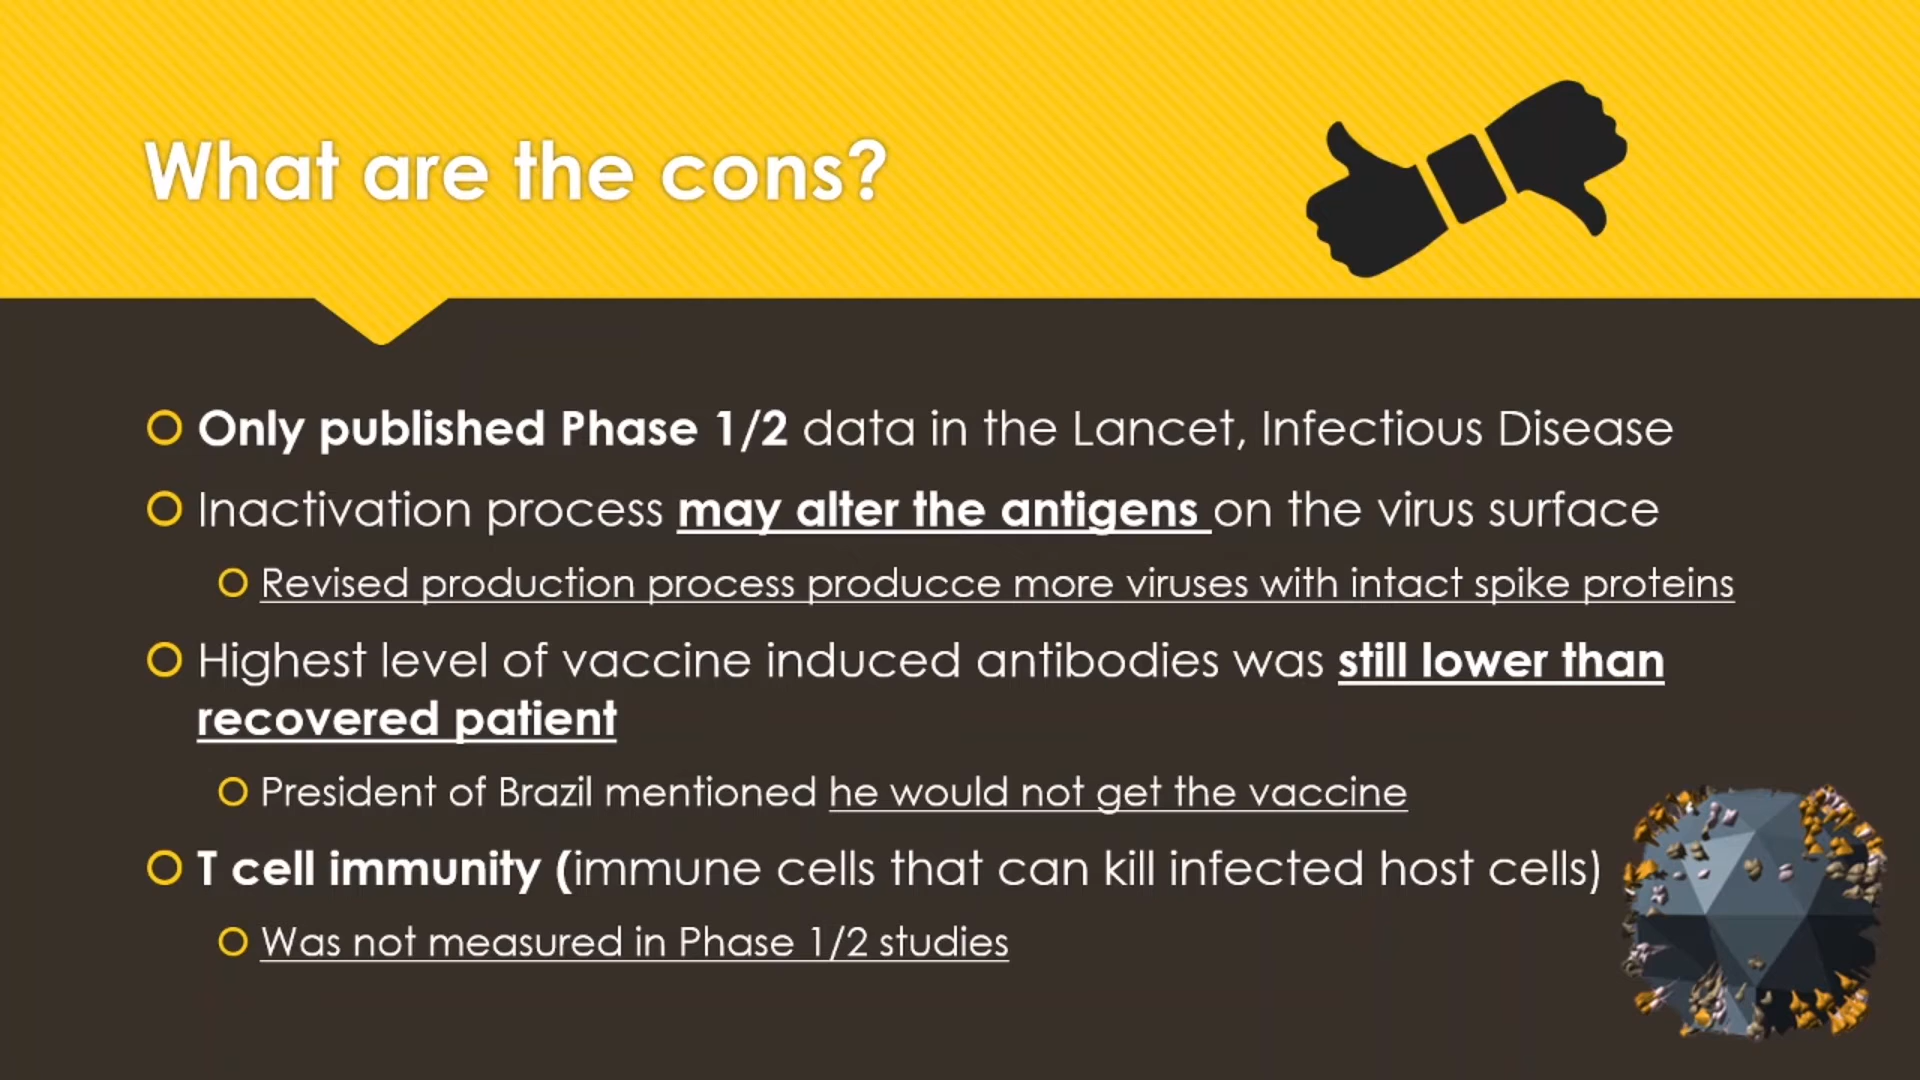 What are the cons?
Only published Phase 1/2 data in the Lancet, Infectious Disease
Inactivation process may alter the antigens on the virus surface
Revised production process producce more viruses with intact spike proteins
Highest level of vaccine induced antibodies was still lower than
recovered patient
President of Brazil mentioned he would not get the vaccine
T cell immunity (immune cells that can kill infected host cells)
Was not measured in Phase 1/2 studies